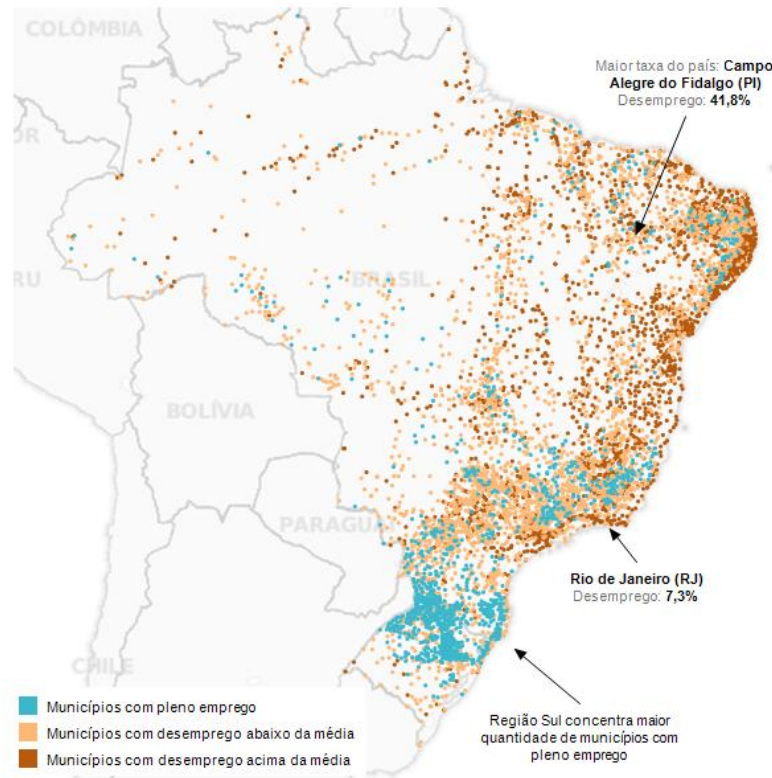 COLÔMBIA
Maior taxa do país: Campo
Alegre do Fidalgo (PI)
Desemprego: 41,8%
BRASIL
BOLÍVIA
PARAGUAI
Rio de Janeiro (RJ)
Desemprego: 7,3%
CHILE
Região Sul concentra maior
quantidade de municípios com
pleno emprego
Municípios com pleno emprego
Municípios com desemprego abaixo da média
Municípios com desemprego acima da média